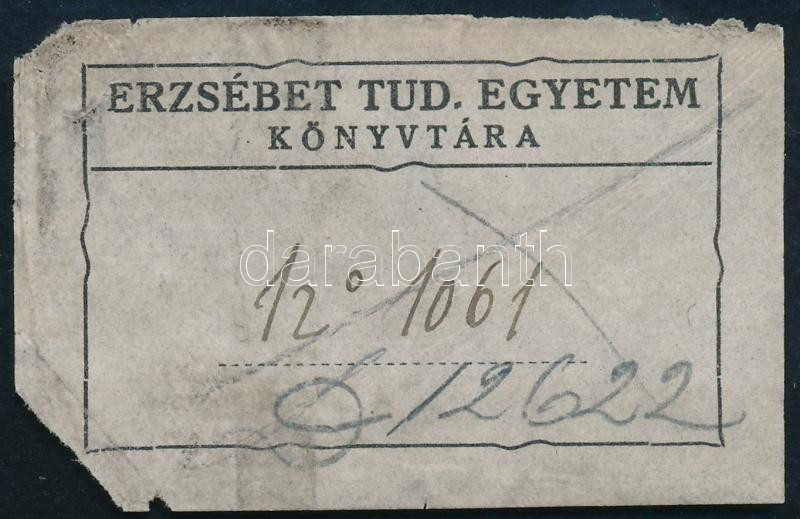 ERZSÉBET TUD. EGYETEM
KÖNYVTÁRA
darabanth
12° 1061
12622